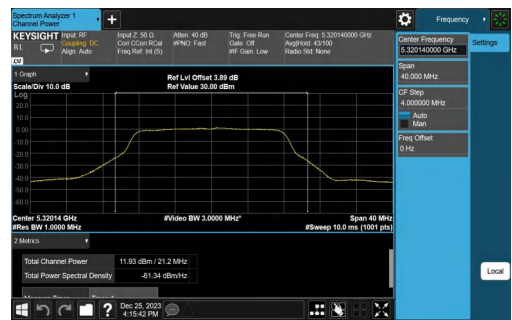 Spectrum Analyzer 1
Channel Power
Frequency
KEYSIGHT
RL
Input: RF
Coupling: DC
Align: Auto
Input Z: 50 Ω
Corr CCorr RCal
Freq Ref: Int (S)
Atten: 40 dB
#PNO: Fast
Trig: Free Run
Gate: Off
#IF Gain: Low
Center Freq: 5.320140000 GHz
Avg|Hold: 43/100
Radio Std: None
LV
1 Graph
Scale/Div 10.0 dB
Ref Lvl Offset 3.89 dB
Ref Value 30.00 dBm
Log
20.0
10.0
0.00
-10.0
-20.0
-30.0
-40.0
-50.0
-60.0
Center 5.32014 GHz
#Res BW 1.0000 MHz
#Video BW 3.0000 MHz*
Span 40 MHz
#Sweep 10.0 ms (1001 pts)
2 Metrics
Total Channel Power 11.93 dBm / 21.2 MHz
Total Power Spectral Density -61.34 dBm/Hz
Dec 25, 2023
4:15:42 PM
?
Center Frequency
5.320140000 GHz
Settings
Span
40.000 MHz
CF Step
4.000000 MHz
Auto
Man
Freq Offset
0 Hz
Local